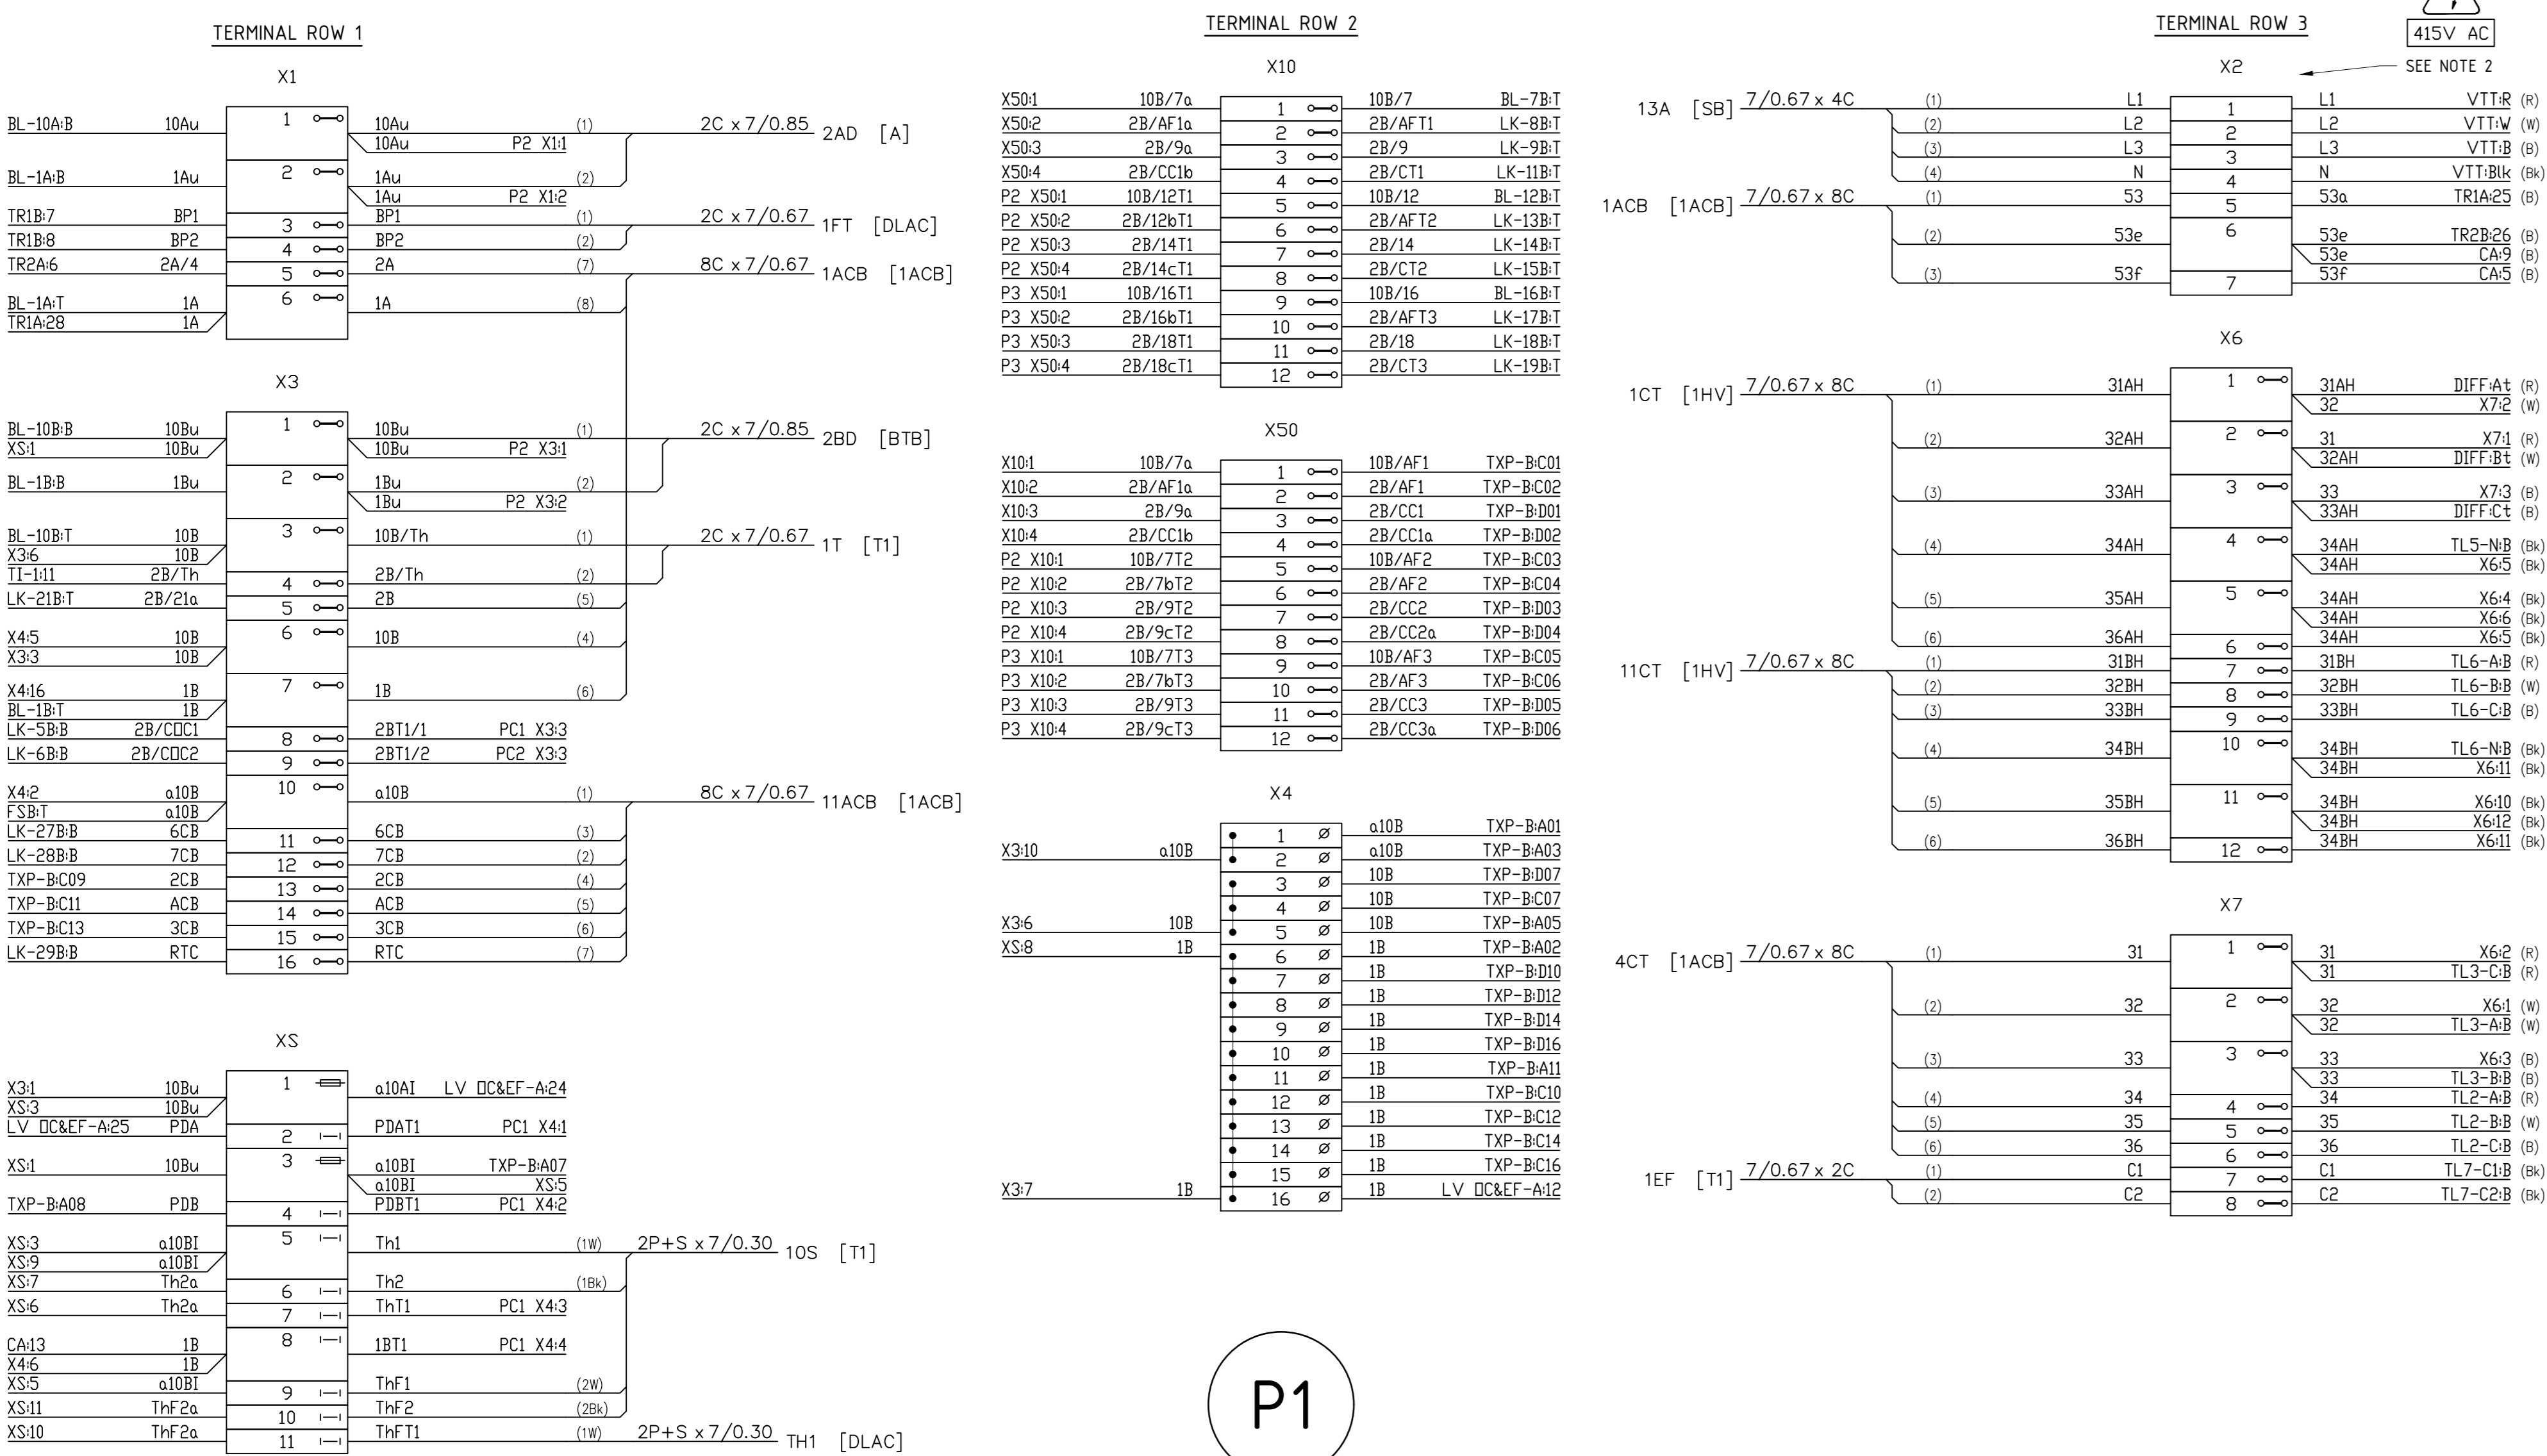 TERMINAL ROW 1
X1
BL-10A:B 10Au 1 10Au (1) 2C x 7/0.85 2AD [A]
10Au P2 X1:1
BL-1A:B 1Au 2 1Au (2)
1Au P2 X1:2
TR1B:7 BP1 3 BP1 (1) 2C x 7/0.67 1FT [DLAC]
TR1B:8 BP2 4 BP2 (2)
TR2A:6 2A/4 5 2A (7) 8C x 7/0.67 1ACB [1ACB]
BL-1A:T 1A 6 1A (8)
TR1A:28 1A
X3
BL-10B:B 10Bu 1 10Bu (1) 2C x 7/0.85 2BD [BTB]
XS:1 10Bu 10Bu P2 X3:1
BL-1B:B 1Bu 2 1Bu (2)
1Bu P2 X3:2
BL-10B:T 10B 3 10B/Th (1) 2C x 7/0.67 1T [T1]
X3:6 10B
TI-1:11 2B/Th 4 2B/Th (2)
LK-21B:T 2B/21a 5 2B (5)
X4:5 10B 6 10B (4)
X3:3 10B
X4:16 1B 7 1B (6)
BL-1B:T 1B
LK-5B:B 2B/COC1 8 2BT1/1 PC1 X3:3
LK-6B:B 2B/COC2 9 2BT1/2 PC2 X3:3
X4:2 a10B 10 a10B (1) 8C x 7/0.67 11ACB [1ACB]
FSB:T a10B
LK-27B:B 6CB 11 6CB (3)
LK-28B:B 7CB 12 7CB (2)
TXP-B:C09 2CB 13 2CB (4)
TXP-B:C11 ACB 14 ACB (5)
TXP-B:C13 3CB 15 3CB (6)
LK-29B:B RTC 16 RTC (7)
XS
X3:1 10Bu 1 a10AI LV OC&EF-A:24
XS:3 10Bu
LV OC&EF-A:25 PDA 2 PDAT1 PC1 X4:1
XS:1 10Bu 3 a10BI TXP-B:A07
a10BI XS:5
TXP-B:A08 PDB 4 PDBT1 PC1 X4:2
XS:3 a10BI 5 Th1 (1W) 2P+S x 7/0.30 10S [T1]
XS:9 a10BI
XS:7 Th2a 6 Th2 (1Bk)
XS:6 Th2a 7 ThT1 PC1 X4:3
CA:13 1B 8 1BT1 PC1 X4:4
X4:6 1B
XS:5 a10BI 9 ThF1 (2W)
XS:11 ThF2a 10 ThF2 (2Bk)
XS:10 ThF2a 11 ThFT1 (1W) 2P+S x 7/0.30 TH1 [DLAC]
TERMINAL ROW 2
X10
X50:1 10B/7a 1 10B/7 BL-7B:T
X50:2 2B/AF1a 2 2B/AFT1 LK-8B:T
X50:3 2B/9a 3 2B/9 LK-9B:T
X50:4 2B/CC1b 4 2B/CT1 LK-11B:T
P2 X50:1 10B/12T1 5 10B/12 BL-12B:T
P2 X50:2 2B/12bT1 6 2B/AFT2 LK-13B:T
P2 X50:3 2B/14T1 7 2B/14 LK-14B:T
P2 X50:4 2B/14cT1 8 2B/CT2 LK-15B:T
P3 X50:1 10B/16T1 9 10B/16 BL-16B:T
P3 X50:2 2B/16bT1 10 2B/AFT3 LK-17B:T
P3 X50:3 2B/18T1 11 2B/18 LK-18B:T
P3 X50:4 2B/18cT1 12 2B/CT3 LK-19B:T
X50
X10:1 10B/7a 1 10B/AF1 TXP-B:C01
X10:2 2B/AF1a 2 2B/AF1 TXP-B:C02
X10:3 2B/9a 3 2B/CC1 TXP-B:D01
X10:4 2B/CC1b 4 2B/CC1a TXP-B:D02
P2 X10:1 10B/7T2 5 10B/AF2 TXP-B:C03
P2 X10:2 2B/7bT2 6 2B/AF2 TXP-B:C04
P2 X10:3 2B/9T2 7 2B/CC2 TXP-B:D03
P2 X10:4 2B/9cT2 8 2B/CC2a TXP-B:D04
P3 X10:1 10B/7T3 9 10B/AF3 TXP-B:C05
P3 X10:2 2B/7bT3 10 2B/AF3 TXP-B:C06
P3 X10:3 2B/9T3 11 2B/CC3 TXP-B:D05
P3 X10:4 2B/9cT3 12 2B/CC3a TXP-B:D06
X4
1 a10B TXP-B:A01
X3:10 a10B 2 a10B TXP-B:A03
3 10B TXP-B:D07
4 10B TXP-B:C07
X3:6 10B 5 10B TXP-B:A05
XS:8 1B 6 1B TXP-B:A02
7 1B TXP-B:D10
8 1B TXP-B:D12
9 1B TXP-B:D14
10 1B TXP-B:D16
11 1B TXP-B:A11
12 1B TXP-B:C10
13 1B TXP-B:C12
14 1B TXP-B:C14
15 1B TXP-B:C16
X3:7 1B 16 1B LV OC&EF-A:12
P1
TERMINAL ROW 3
415V AC
X2
SEE NOTE 2
13A [SB] 7/0.67 x 4C (1) L1 1 L1 VTT:R (R)
(2) L2 2 L2 VTT:W (W)
(3) L3 3 L3 VTT:B (B)
(4) N 4 N VTT:Blk (Bk)
1ACB [1ACB] 7/0.67 x 8C (1) 53 5 53a TR1A:25 (B)
(2) 53e 6 53e TR2B:26 (B)
53e CA:9 (B)
(3) 53f 7 53f CA:5 (B)
X6
1CT [1HV] 7/0.67 x 8C (1) 31AH 1 31AH DIFF:At (R)
32 X7:2 (W)
(2) 32AH 2 31 X7:1 (R)
32AH DIFF:Bt (W)
(3) 33AH 3 33 X7:3 (B)
33AH DIFF:Ct (B)
(4) 34AH 4 34AH TL5-N:B (Bk)
34AH X6:5 (Bk)
(5) 35AH 5 34AH X6:4 (Bk)
34AH X6:6 (Bk)
(6) 36AH 6 34AH X6:5 (Bk)
11CT [1HV] 7/0.67 x 8C (1) 31BH 7 31BH TL6-A:B (R)
(2) 32BH 8 32BH TL6-B:B (W)
(3) 33BH 9 33BH TL6-C:B (B)
(4) 34BH 10 34BH TL6-N:B (Bk)
34BH X6:11 (Bk)
(5) 35BH 11 34BH X6:10 (Bk)
34BH X6:12 (Bk)
(6) 36BH 12 34BH X6:11 (Bk)
X7
4CT [1ACB] 7/0.67 x 8C (1) 31 1 31 X6:2 (R)
31 TL3-C:B (R)
(2) 32 2 32 X6:1 (W)
32 TL3-A:B (W)
(3) 33 3 33 X6:3 (B)
33 TL3-B:B (B)
(4) 34 4 34 TL2-A:B (R)
(5) 35 5 35 TL2-B:B (W)
(6) 36 6 36 TL2-C:B (B)
1EF [T1] 7/0.67 x 2C (1) C1 7 C1 TL7-C1:B (Bk)
(2) C2 8 C2 TL7-C2:B (Bk)